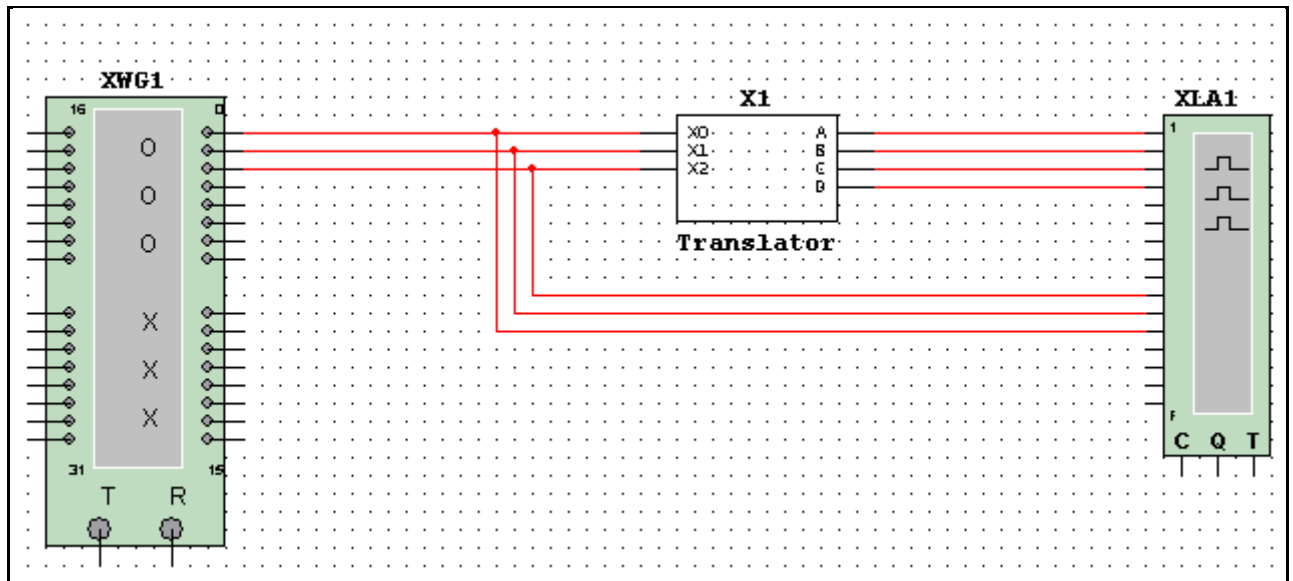 XWG1
16 0
O
O
O
X
X
X
31 15
T R
X1
X0 A
X1 B
X2 C
D
Translator
XLA1
1
F
C Q T